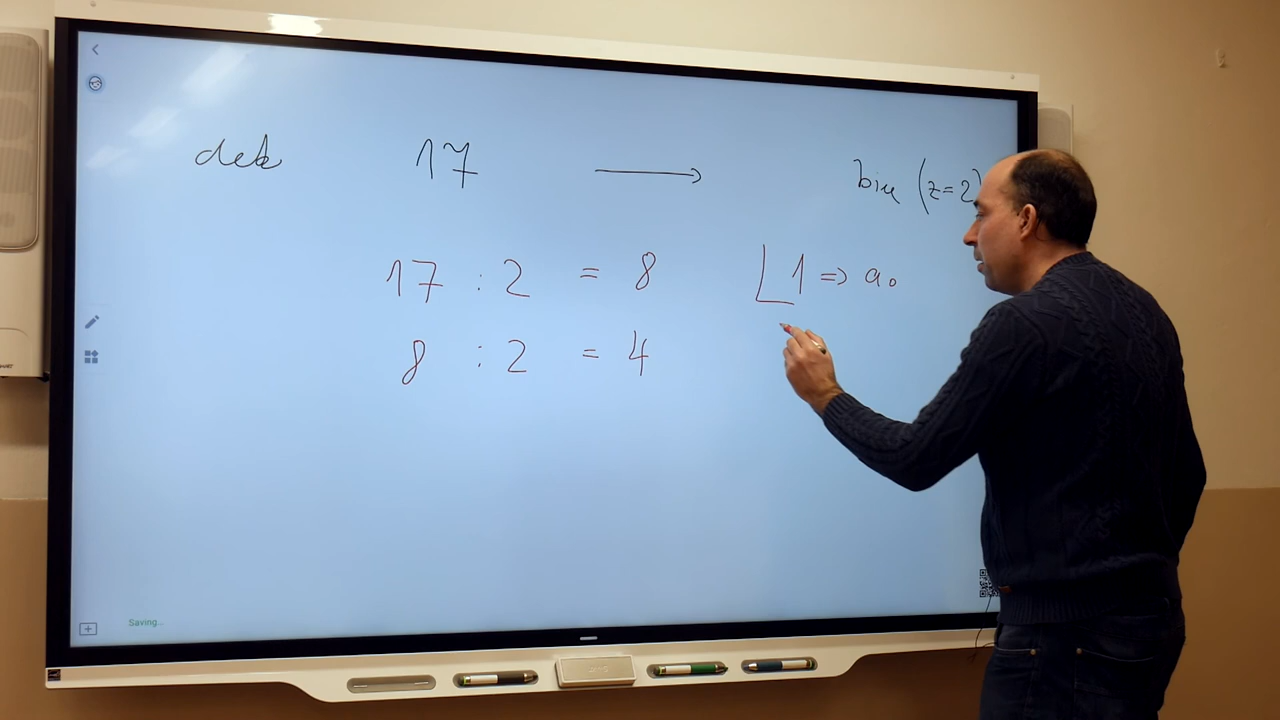 dek 17 → bin (z=2)
17 : 2 = 8 ⌊1 => a₀
8 : 2 = 4
Saving...